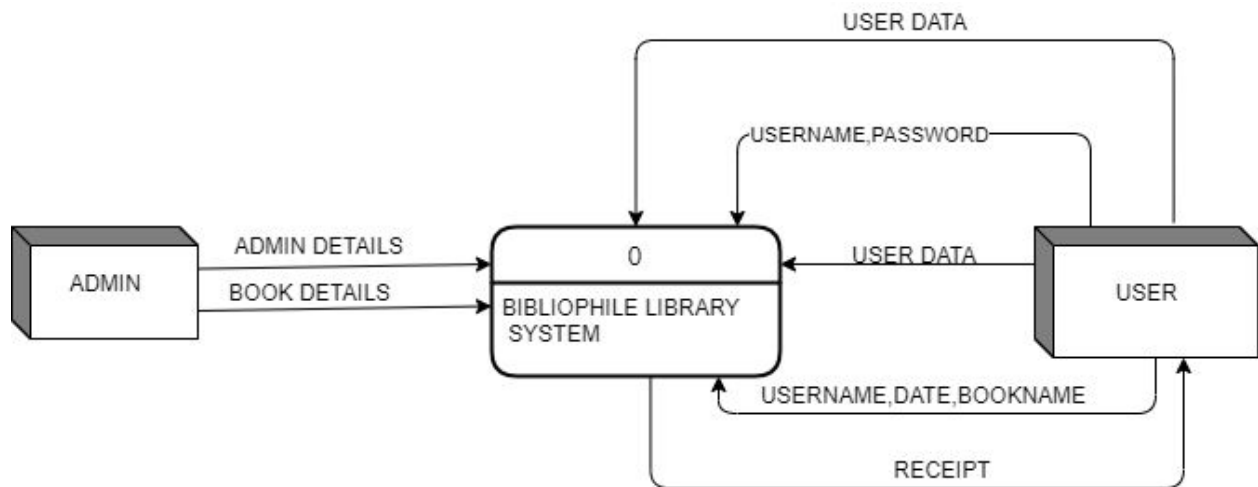 USER DATA
USERNAME,PASSWORD
ADMIN DETAILS
ADMIN
BOOK DETAILS
0
BIBLIOPHILE LIBRARY
SYSTEM
USER DATA
USER
USERNAME,DATE,BOOKNAME
RECEIPT